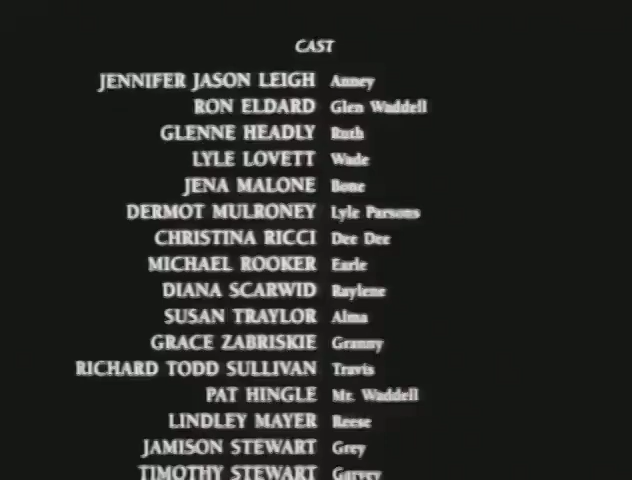 CAST
JENNIFER JASON LEIGH Anney
RON ELDARD Glen Waddell
GLENNE HEADLY Ruth
LYLE LOVETT Wade
JENA MALONE Bone
DERMOT MULRONEY Lyle Parsons
CHRISTINA RICCI Dee Dee
MICHAEL ROOKER Earle
DIANA SCARWID Raylene
SUSAN TRAYLOR Alma
GRACE ZABRISKIE Granny
RICHARD TODD SULLIVAN Travis
PAT HINGLE Mr. Waddell
LINDLEY MAYER Reese
JAMISON STEWART Grey
TIMOTHY STEWART Garvey